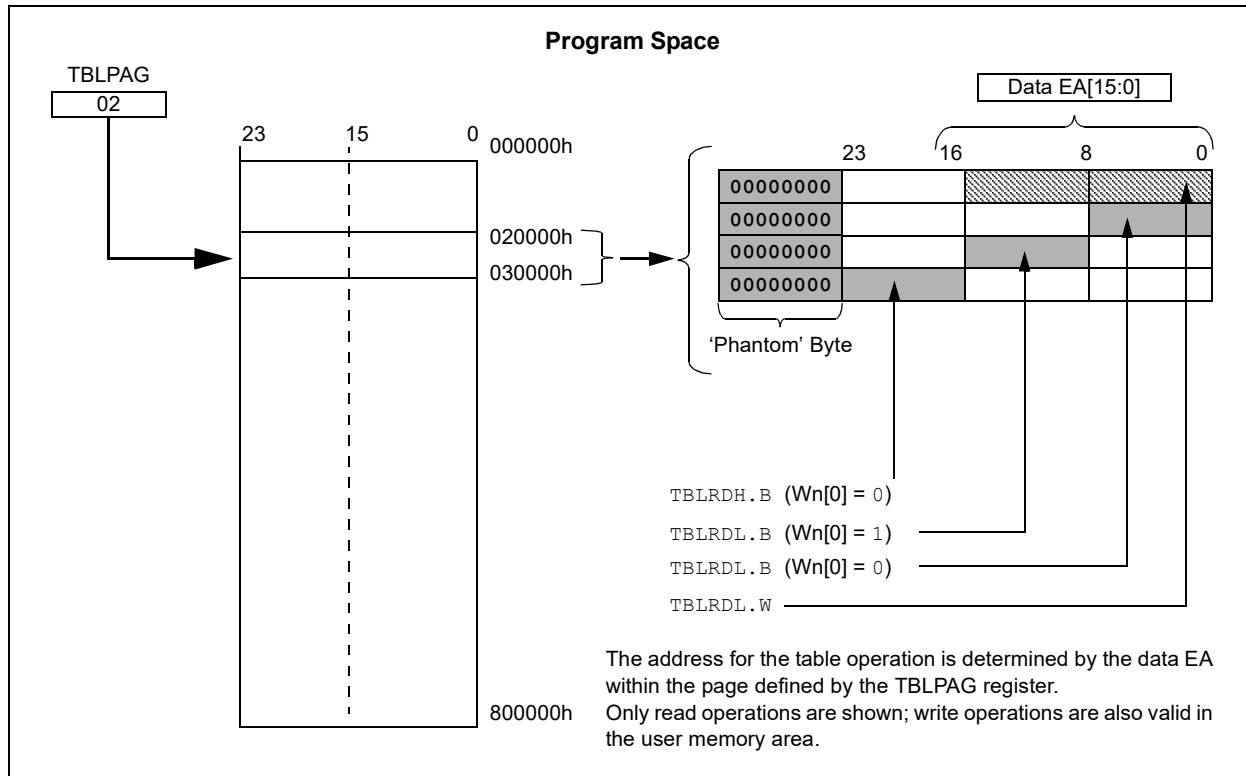 Program Space
TBLPAG
02
Data EA[15:0]
23 15 0
000000h
23 16 8 0
00000000
00000000
020000h
00000000
030000h
00000000
‘Phantom’ Byte
TBLRDH.B (Wn[0] = 0)
TBLRDL.B (Wn[0] = 1)
TBLRDL.B (Wn[0] = 0)
TBLRDL.W
800000h
The address for the table operation is determined by the data EA
within the page defined by the TBLPAG register.
Only read operations are shown; write operations are also valid in
the user memory area.